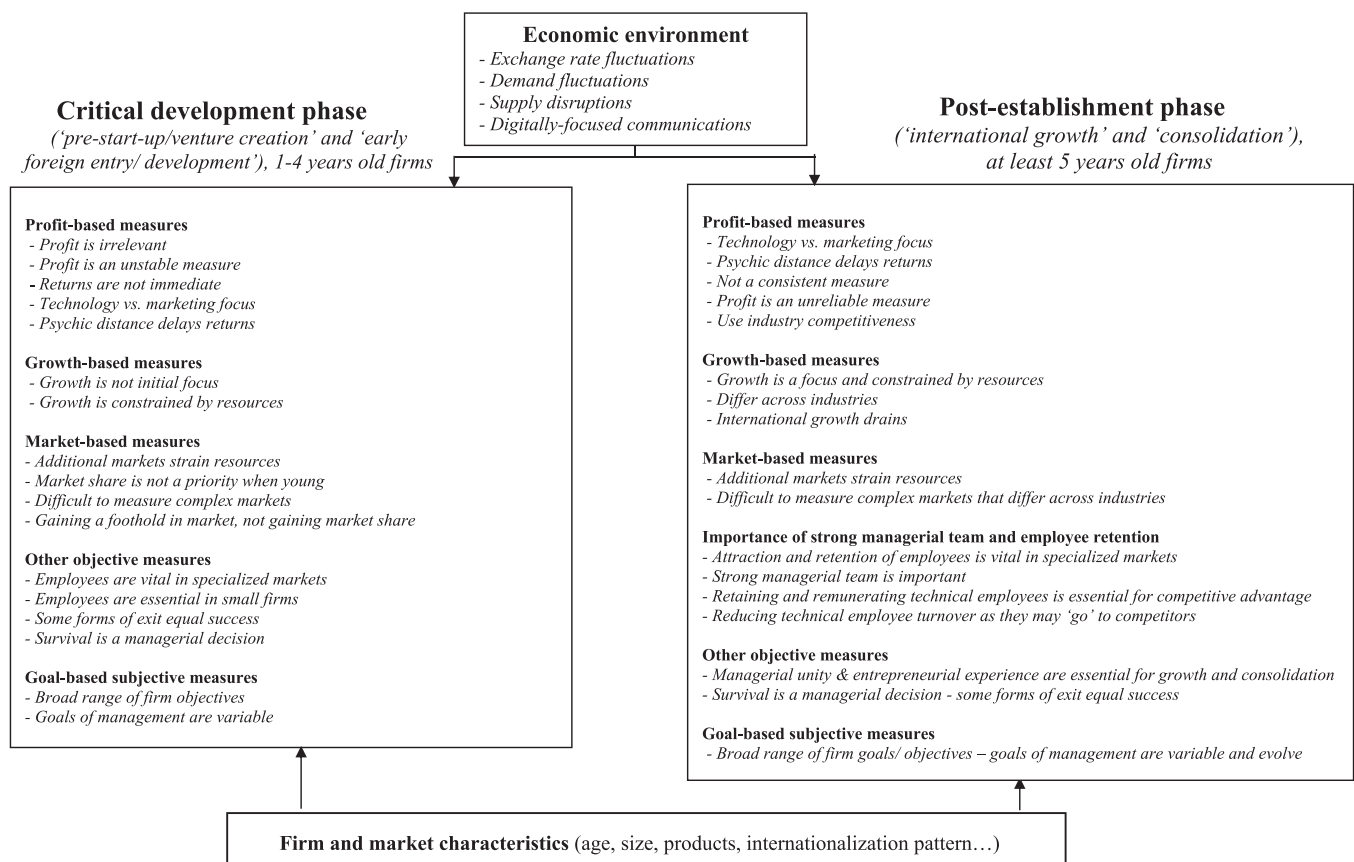 Economic environment
- Exchange rate fluctuations
- Demand fluctuations
- Supply disruptions
- Digitally-focused communications
Critical development phase
(‘pre-start-up/venture creation’ and ‘early
foreign entry/ development’), 1-4 years old firms
Post-establishment phase
(‘international growth’ and ‘consolidation’),
at least 5 years old firms
Profit-based measures
- Profit is irrelevant
- Profit is an unstable measure
- Returns are not immediate
- Technology vs. marketing focus
- Psychic distance delays returns
Growth-based measures
- Growth is not initial focus
- Growth is constrained by resources
Market-based measures
- Additional markets strain resources
- Market share is not a priority when young
- Difficult to measure complex markets
- Gaining a foothold in market, not gaining market share
Other objective measures
- Employees are vital in specialized markets
- Employees are essential in small firms
- Some forms of exit equal success
- Survival is a managerial decision
Goal-based subjective measures
- Broad range of firm objectives
- Goals of management are variable
Profit-based measures
- Technology vs. marketing focus
- Psychic distance delays returns
- Not a consistent measure
- Profit is an unreliable measure
- Use industry competitiveness
Growth-based measures
- Growth is a focus and constrained by resources
- Differ across industries
- International growth drains
Market-based measures
- Additional markets strain resources
- Difficult to measure complex markets that differ across industries
Importance of strong managerial team and employee retention
- Attraction and retention of employees is vital in specialized markets
- Strong managerial team is important
- Retaining and remunerating technical employees is essential for competitive advantage
- Reducing technical employee turnover as they may ‘go’ to competitors
Other objective measures
- Managerial unity & entrepreneurial experience are essential for growth and consolidation
- Survival is a managerial decision - some forms of exit equal success
Goal-based subjective measures
- Broad range of firm goals/ objectives – goals of management are variable and evolve
Firm and market characteristics (age, size, products, internationalization pattern…)